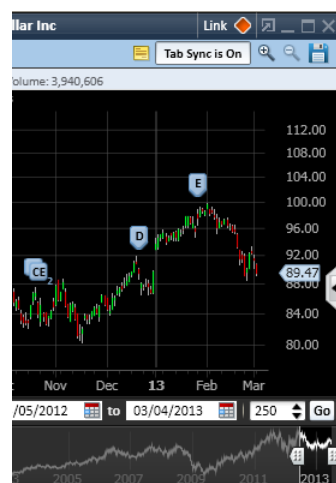 llar Inc Link
Tab Sync is On
olume: 3,940,606
112.00
108.00
104.00
E
100.00
96.00
D
92.00
CE 2
89.47
88.00
84.00
80.00
Nov Dec 13 Feb Mar
/05/2012 to 03/04/2013 250 Go
2005 2007 2009 2011 2013